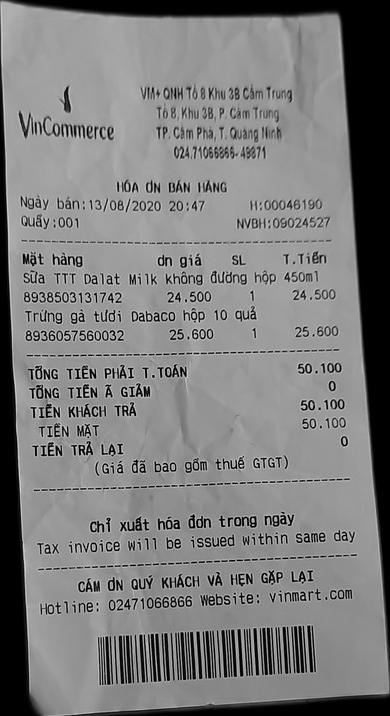 VinCommerce
VM+ QNH Tổ 8 Khu 3B Cẩm Trung
Tổ 8, Khu 3B, P. Cẩm Trung
TP. Cẩm Phả, T. Quảng Ninh
024.71066866-49871
HÓA ĐN BÁN HÀNG
Ngày bán:13/08/2020 20:47 H:00046190
Quầy:001 NVBH:09024527
Mặt hàng ĐN giá SL T.Tiền
Sữa TTT Dalat Milk không đường hộp 450ml
8938503131742 24.500 1 24.500
Trứng gà tươi Dabaco hộp 10 quả
8936057560032 25.600 1 25.600
TỔNG TIỀN PHẢI T.TOÁN 50.100
TỔNG TIỀN Ã GIẢM 0
TIỀN KHÁCH TRẢ 50.100
TIỀN MẶT 50.100
TIỀN TRẢ LẠI 0
(Giá đã bao gồm thuế GTGT)
Chỉ xuất hóa đơn trong ngày
Tax invoice will be issued within same day
CÁM ƠN QUÝ KHÁCH VÀ HẸN GẶP LẠI
Hotline: 02471066866 Website: vinmart.com